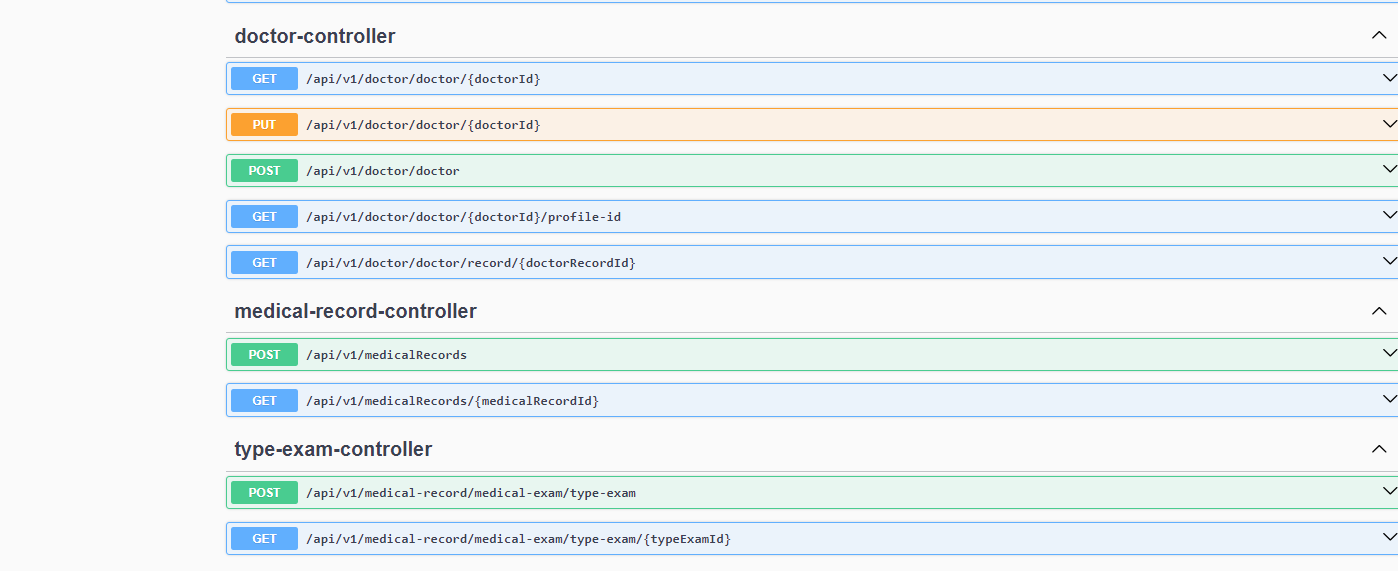 doctor-controller
GET /api/v1/doctor/doctor/{doctorId}
PUT /api/v1/doctor/doctor/{doctorId}
POST /api/v1/doctor/doctor
GET /api/v1/doctor/doctor/{doctorId}/profile-id
GET /api/v1/doctor/doctor/record/{doctorRecordId}
medical-record-controller
POST /api/v1/medicalRecords
GET /api/v1/medicalRecords/{medicalRecordId}
type-exam-controller
POST /api/v1/medical-record/medical-exam/type-exam
GET /api/v1/medical-record/medical-exam/type-exam/{typeExamId}